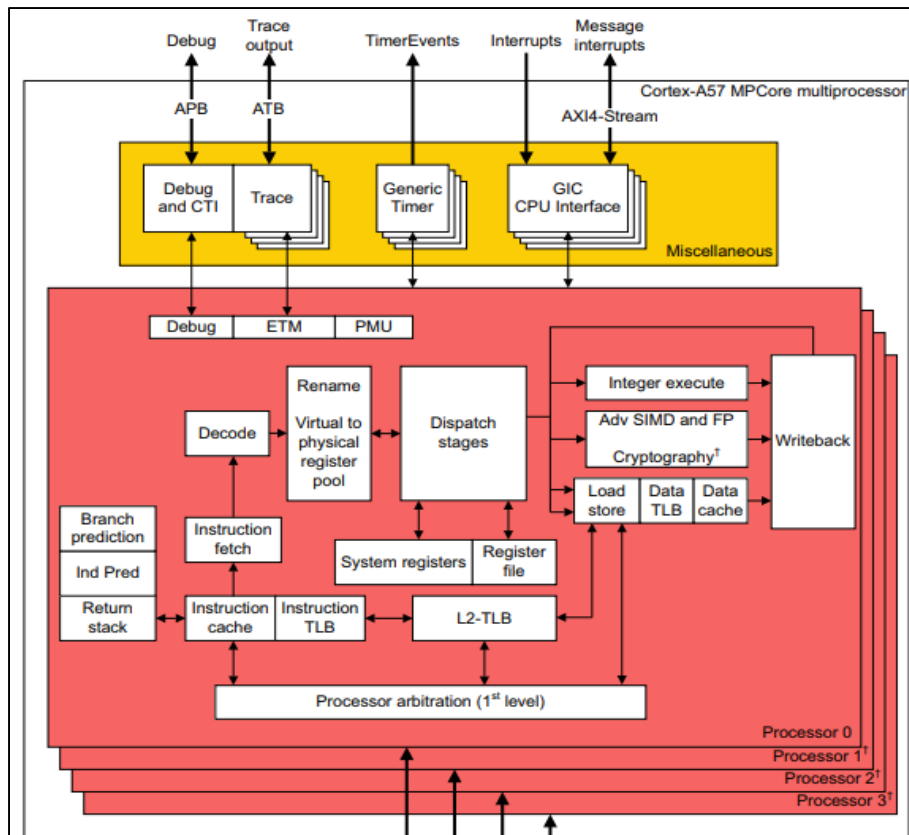 Debug
Trace
output
TimerEvents
Interrupts
Message
interrupts
Cortex-A57 MPCore multiprocessor
APB
ATB
AXI4-Stream
Debug
and CTI
Trace
Generic
Timer
GIC
CPU Interface
Miscellaneous
Debug
ETM
PMU
Rename
Virtual to
physical
register
pool
Decode
Dispatch
stages
Integer execute
Adv SIMD and FP
Cryptography†
Writeback
Load
store
Data
TLB
Data
cache
Branch
prediction
Ind Pred
Return
stack
Instruction
fetch
System registers
Register
file
Instruction
cache
Instruction
TLB
L2-TLB
Processor arbitration (1st level)
Processor 0
Processor 1†
Processor 2†
Processor 3†